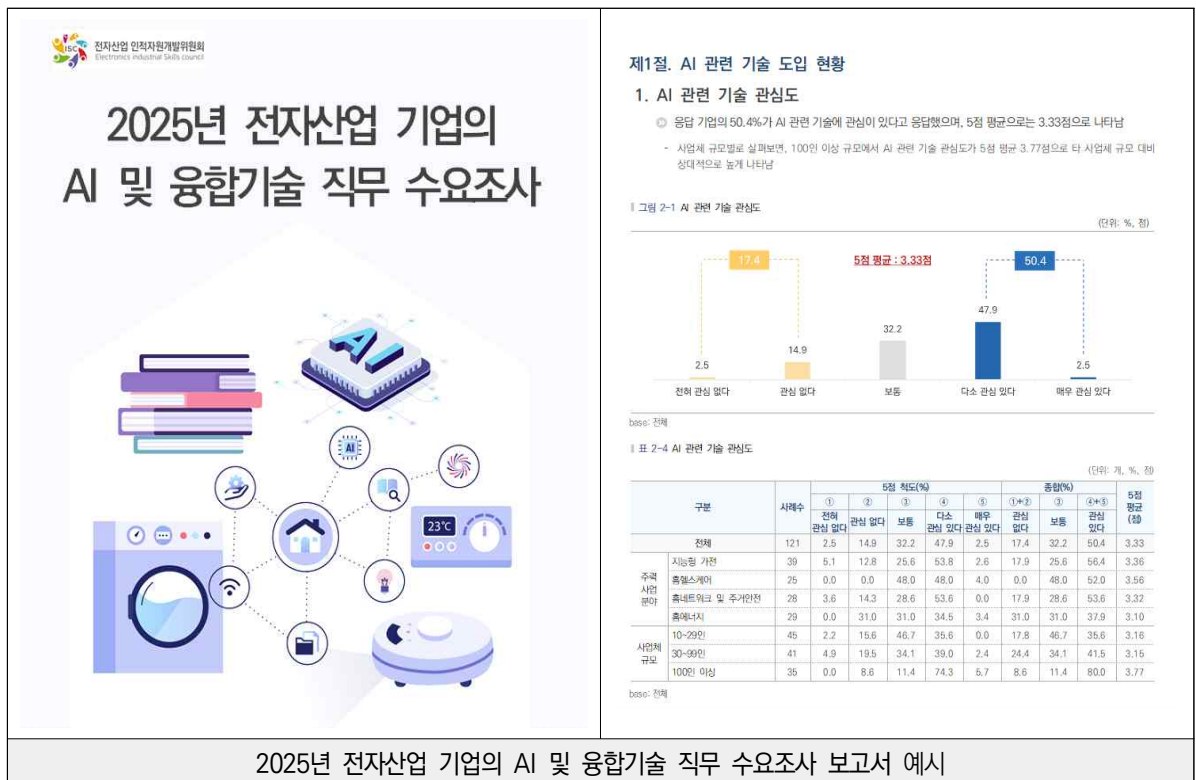 ISC 전자산업 인적자원개발위원회
Electronics Industrial Skills council
2025년 전자산업 기업의
AI 및 융합기술 직무 수요조사
AI
AI
23℃
제1절. AI 관련 기술 도입 현황
1. AI 관련 기술 관심도
응답 기업의 50.4%가 AI 관련 기술에 관심이 있다고 응답했으며, 5점 평균으로는 3.33점으로 나타남
- 사업체 규모별로 살펴보면, 100인 이상 규모에서 AI 관련 기술 관심도가 5점 평균 3.77점으로 타 사업체 규모 대비
상대적으로 높게 나타남
그림 2-1 AI 관련 기술 관심도
(단위: %, 점)
17.4 5점 평균 : 3.33점 50.4
2.5 14.9 32.2 47.9 2.5
전혀 관심 없다 관심 없다 보통 다소 관심 있다 매우 관심 있다
base: 전체
표 2-4 AI 관련 기술 관심도
(단위: 개, %, 점)
구분 사례수 5점 척도(%) 종합(%) 5점 평균 (점)
① ② ③ ④ ⑤ ①+② ③ ④+⑤
전혀 관심 없다 관심 없다 보통 다소 관심 있다 매우 관심 있다 관심 없다 보통 관심 있다
전체 121 2.5 14.9 32.2 47.9 2.5 17.4 32.2 50.4 3.33
주력 사업 분야
지능형 가전 39 5.1 12.8 25.6 53.8 2.6 17.9 25.6 56.4 3.36
홈헬스케어 25 0.0 0.0 48.0 48.0 4.0 0.0 48.0 52.0 3.56
홈네트워크 및 주거안전 28 3.6 14.3 28.6 53.6 0.0 17.9 28.6 53.6 3.32
홈에너지 29 0.0 31.0 31.0 34.5 3.4 31.0 31.0 37.9 3.10
사업체 규모
10~29인 45 2.2 15.6 46.7 35.6 0.0 17.8 46.7 35.6 3.16
30~99인 41 4.9 19.5 34.1 39.0 2.4 24.4 34.1 41.5 3.15
100인 이상 35 0.0 8.6 11.4 74.3 5.7 8.6 11.4 80.0 3.77
base: 전체
2025년 전자산업 기업의 AI 및 융합기술 직무 수요조사 보고서 예시